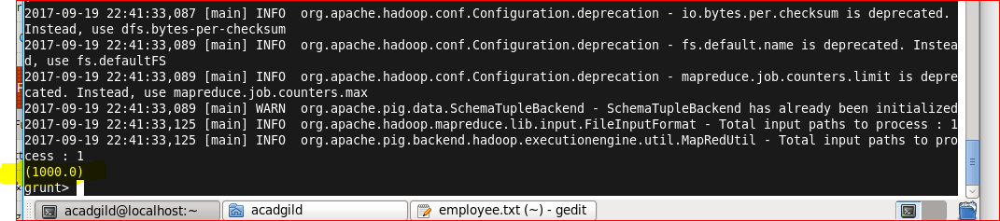 2017-09-19 22:41:33,087 [main] INFO  org.apache.hadoop.conf.Configuration.deprecation - io.bytes.per.checksum is deprecated.
Instead, use dfs.bytes-per-checksum
2017-09-19 22:41:33,089 [main] INFO  org.apache.hadoop.conf.Configuration.deprecation - fs.default.name is deprecated. Instea
d, use fs.defaultFS
2017-09-19 22:41:33,089 [main] INFO  org.apache.hadoop.conf.Configuration.deprecation - mapreduce.job.counters.limit is depre
cated. Instead, use mapreduce.job.counters.max
2017-09-19 22:41:33,089 [main] WARN  org.apache.pig.data.SchemaTupleBackend - SchemaTupleBackend has already been initialized
2017-09-19 22:41:33,125 [main] INFO  org.apache.hadoop.mapreduce.lib.input.FileInputFormat - Total input paths to process : 1
2017-09-19 22:41:33,125 [main] INFO  org.apache.pig.backend.hadoop.executionengine.util.MapRedUtil - Total input paths to pro
cess : 1
(1000.0)
grunt>
acadgild@localhost:~
acadgild
employee.txt (~) - gedit